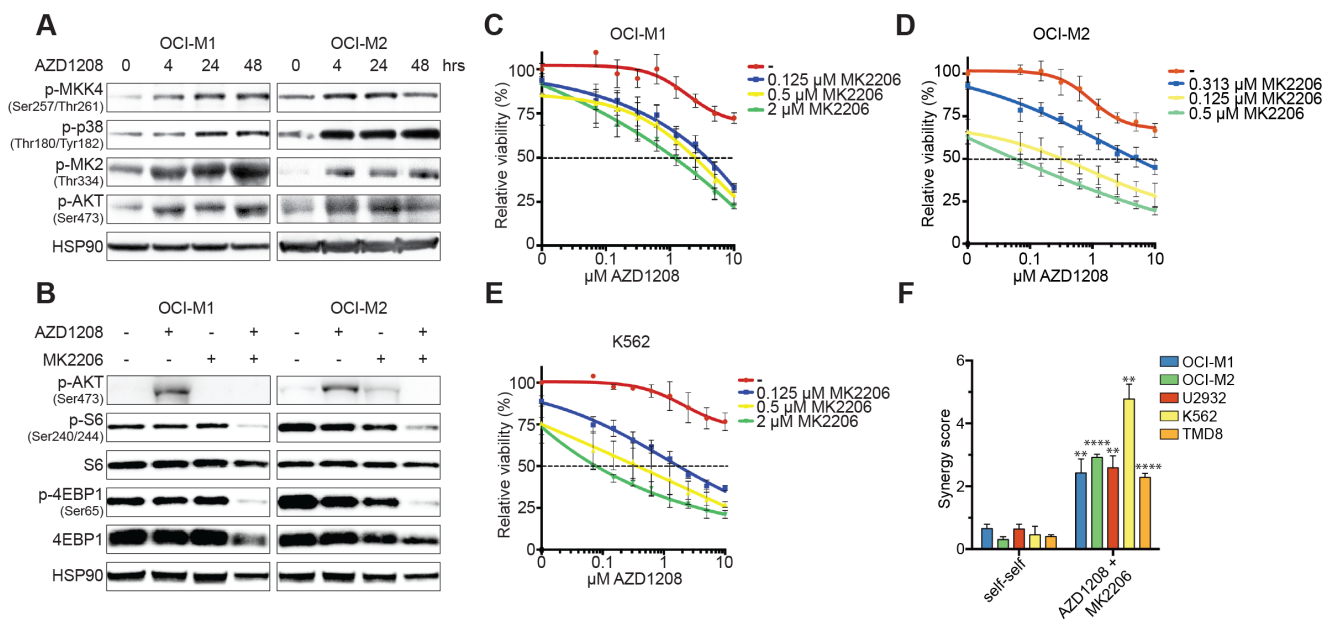 A
OCI-M1 OCI-M2
AZD1208 0 4 24 48 0 4 24 48 hrs
p-MKK4
(Ser257/Thr261)
p-p38
(Thr180/Tyr182)
p-MK2
(Thr334)
p-AKT
(Ser473)
HSP90
B
OCI-M1 OCI-M2
AZD1208 - + - + - + - +
MK2206 - - + + - - + +
p-AKT
(Ser473)
p-S6
(Ser240/244)
S6
p-4EBP1
(Ser65)
4EBP1
HSP90
C
OCI-M1
Relative viability (%)
100
75
50
25
0
0 0.1 1 10
µM AZD1208
-
0.125 µM MK2206
0.5 µM MK2206
2 µM MK2206
D
OCI-M2
Relative viability (%)
100
75
50
25
0
0 0.1 1 10
µM AZD1208
-
0.313 µM MK2206
0.125 µM MK2206
0.5 µM MK2206
E
K562
Relative viability (%)
100
75
50
25
0
0 0.1 1 10
µM AZD1208
-
0.125 µM MK2206
0.5 µM MK2206
2 µM MK2206
F
Synergy score
6
4
2
0
** **** ** ** ****
self-self
AZD1208 +
MK2206
OCI-M1
OCI-M2
U2932
K562
TMD8